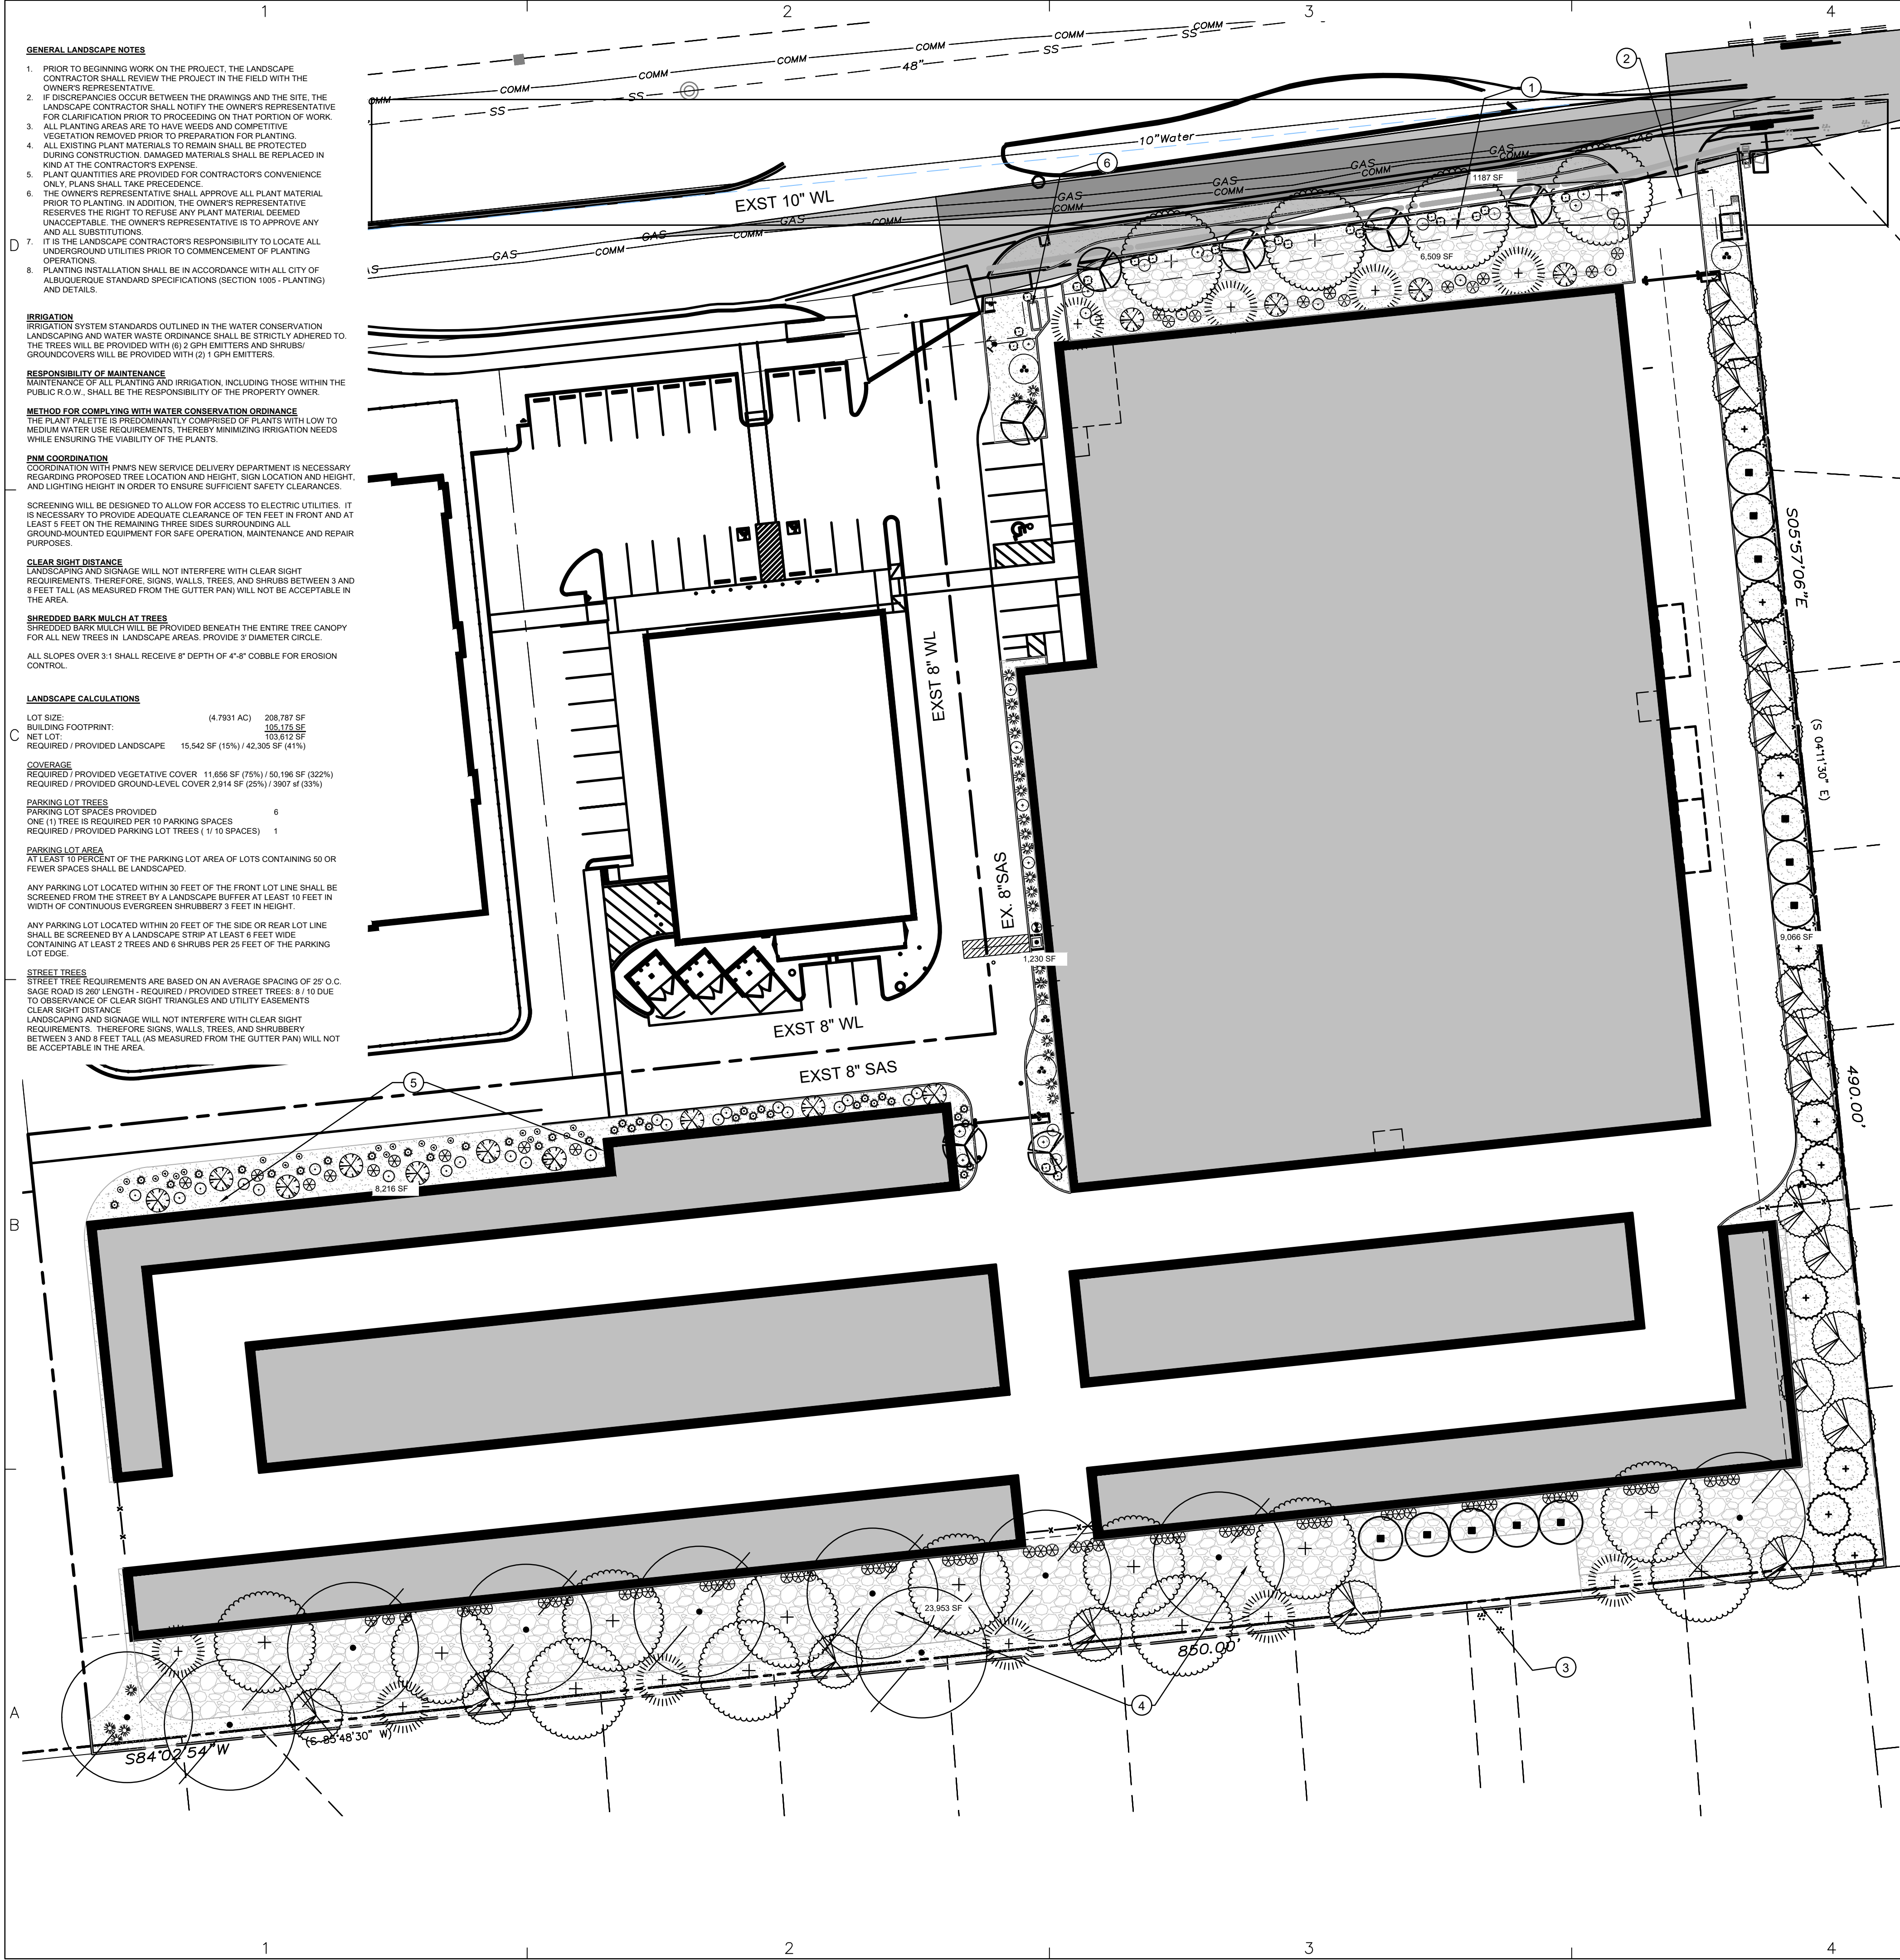 1 2 3 4
GENERAL LANDSCAPE NOTES
1. PRIOR TO BEGINNING WORK ON THE PROJECT, THE LANDSCAPE
CONTRACTOR SHALL REVIEW THE PROJECT IN THE FIELD WITH THE
OWNER'S REPRESENTATIVE.
2. IF DISCREPANCIES OCCUR BETWEEN THE DRAWINGS AND THE SITE, THE
LANDSCAPE CONTRACTOR SHALL NOTIFY THE OWNER'S REPRESENTATIVE
FOR CLARIFICATION PRIOR TO PROCEEDING ON THAT PORTION OF WORK.
3. ALL PLANTING AREAS ARE TO HAVE WEEDS AND COMPETITIVE
VEGETATION REMOVED PRIOR TO PREPARATION FOR PLANTING.
4. ALL EXISTING PLANT MATERIALS TO REMAIN SHALL BE PROTECTED
DURING CONSTRUCTION. DAMAGED MATERIALS SHALL BE REPLACED IN
KIND AT THE CONTRACTOR'S EXPENSE.
5. PLANT QUANTITIES ARE PROVIDED FOR CONTRACTOR'S CONVENIENCE
ONLY, PLANS SHALL TAKE PRECEDENCE.
6. THE OWNER'S REPRESENTATIVE SHALL APPROVE ALL PLANT MATERIAL
PRIOR TO PLANTING. IN ADDITION, THE OWNER'S REPRESENTATIVE
RESERVES THE RIGHT TO REFUSE ANY PLANT MATERIAL DEEMED
UNACCEPTABLE. THE OWNER'S REPRESENTATIVE IS TO APPROVE ANY
AND ALL SUBSTITUTIONS.
7. IT IS THE LANDSCAPE CONTRACTOR'S RESPONSIBILITY TO LOCATE ALL
UNDERGROUND UTILITIES PRIOR TO COMMENCEMENT OF PLANTING
OPERATIONS.
8. PLANTING INSTALLATION SHALL BE IN ACCORDANCE WITH ALL CITY OF
ALBUQUERQUE STANDARD SPECIFICATIONS (SECTION 1005 - PLANTING)
AND DETAILS.
IRRIGATION
IRRIGATION SYSTEM STANDARDS OUTLINED IN THE WATER CONSERVATION
LANDSCAPING AND WATER WASTE ORDINANCE SHALL BE STRICTLY ADHERED TO.
THE TREES WILL BE PROVIDED WITH (6) 2 GPH EMITTERS AND SHRUBS/
GROUNDCOVERS WILL BE PROVIDED WITH (2) 1 GPH EMITTERS.
RESPONSIBILITY OF MAINTENANCE
MAINTENANCE OF ALL PLANTING AND IRRIGATION, INCLUDING THOSE WITHIN THE
PUBLIC R.O.W., SHALL BE THE RESPONSIBILITY OF THE PROPERTY OWNER.
METHOD FOR COMPLYING WITH WATER CONSERVATION ORDINANCE
THE PLANT PALETTE IS PREDOMINANTLY COMPRISED OF PLANTS WITH LOW TO
MEDIUM WATER USE REQUIREMENTS, THEREBY MINIMIZING IRRIGATION NEEDS
WHILE ENSURING THE VIABILITY OF THE PLANTS.
PNM COORDINATION
COORDINATION WITH PNM'S NEW SERVICE DELIVERY DEPARTMENT IS NECESSARY
REGARDING PROPOSED TREE LOCATION AND HEIGHT, SIGN LOCATION AND HEIGHT,
AND LIGHTING HEIGHT IN ORDER TO ENSURE SUFFICIENT SAFETY CLEARANCES.
SCREENING WILL BE DESIGNED TO ALLOW FOR ACCESS TO ELECTRIC UTILITIES. IT
IS NECESSARY TO PROVIDE ADEQUATE CLEARANCE OF TEN FEET IN FRONT AND AT
LEAST 5 FEET ON THE REMAINING THREE SIDES SURROUNDING ALL
GROUND-MOUNTED EQUIPMENT FOR SAFE OPERATION, MAINTENANCE AND REPAIR
PURPOSES.
CLEAR SIGHT DISTANCE
LANDSCAPING AND SIGNAGE WILL NOT INTERFERE WITH CLEAR SIGHT
REQUIREMENTS. THEREFORE, SIGNS, WALLS, TREES, AND SHRUBS BETWEEN 3 AND
8 FEET TALL (AS MEASURED FROM THE GUTTER PAN) WILL NOT BE ACCEPTABLE IN
THE AREA.
SHREDDED BARK MULCH AT TREES
SHREDDED BARK MULCH WILL BE PROVIDED BENEATH THE ENTIRE TREE CANOPY
FOR ALL NEW TREES IN LANDSCAPE AREAS. PROVIDE 3' DIAMETER CIRCLE.
ALL SLOPES OVER 3:1 SHALL RECEIVE 8" DEPTH OF 4"-8" COBBLE FOR EROSION
CONTROL.
LANDSCAPE CALCULATIONS
LOT SIZE: (4.7931 AC) 208,787 SF
BUILDING FOOTPRINT: 105,175 SF
NET LOT: 103,612 SF
REQUIRED / PROVIDED LANDSCAPE 15,542 SF (15%) / 42,305 SF (41%)
COVERAGE
REQUIRED / PROVIDED VEGETATIVE COVER 11,656 SF (75%) / 50,196 SF (322%)
REQUIRED / PROVIDED GROUND-LEVEL COVER 2,914 SF (25%) / 3907 sf (33%)
PARKING LOT TREES
PARKING LOT SPACES PROVIDED 6
ONE (1) TREE IS REQUIRED PER 10 PARKING SPACES
REQUIRED / PROVIDED PARKING LOT TREES ( 1/ 10 SPACES) 1
PARKING LOT AREA
AT LEAST 10 PERCENT OF THE PARKING LOT AREA OF LOTS CONTAINING 50 OR
FEWER SPACES SHALL BE LANDSCAPED.
ANY PARKING LOT LOCATED WITHIN 30 FEET OF THE FRONT LOT LINE SHALL BE
SCREENED FROM THE STREET BY A LANDSCAPE BUFFER AT LEAST 10 FEET IN
WIDTH OF CONTINUOUS EVERGREEN SHRUBBER7 3 FEET IN HEIGHT.
ANY PARKING LOT LOCATED WITHIN 20 FEET OF THE SIDE OR REAR LOT LINE
SHALL BE SCREENED BY A LANDSCAPE STRIP AT LEAST 6 FEET WIDE
CONTAINING AT LEAST 2 TREES AND 6 SHRUBS PER 25 FEET OF THE PARKING
LOT EDGE.
STREET TREES
STREET TREE REQUIREMENTS ARE BASED ON AN AVERAGE SPACING OF 25' O.C.
SAGE ROAD IS 260' LENGTH - REQUIRED / PROVIDED STREET TREES: 8 / 10 DUE
TO OBSERVANCE OF CLEAR SIGHT TRIANGLES AND UTILITY EASEMENTS
CLEAR SIGHT DISTANCE
LANDSCAPING AND SIGNAGE WILL NOT INTERFERE WITH CLEAR SIGHT
REQUIREMENTS. THEREFORE SIGNS, WALLS, TREES, AND SHRUBBERY
BETWEEN 3 AND 8 FEET TALL (AS MEASURED FROM THE GUTTER PAN) WILL NOT
BE ACCEPTABLE IN THE AREA.
COMM COMM COMM COMM COMM COMM
SS SS 48" SS SS
10"Water
EXST 10" WL
GAS GAS GAS GAS GAS GAS GAS GAS
COMM COMM COMM COMM COMM COMM COMM
1
2
6
1187 SF
6,509 SF
D
C
B
A
EXST 8" WL
EX. 8"SAS
1,230 SF
EXST 8" WL
EXST 8" SAS
S05°57'06"E
(S 04°11'30" E)
9,066 SF
490.00'
5
8,216 SF
23,953 SF
850.00'
3
4
S84°02'54"W
(S 85°48'30" W)
1 2 3 4